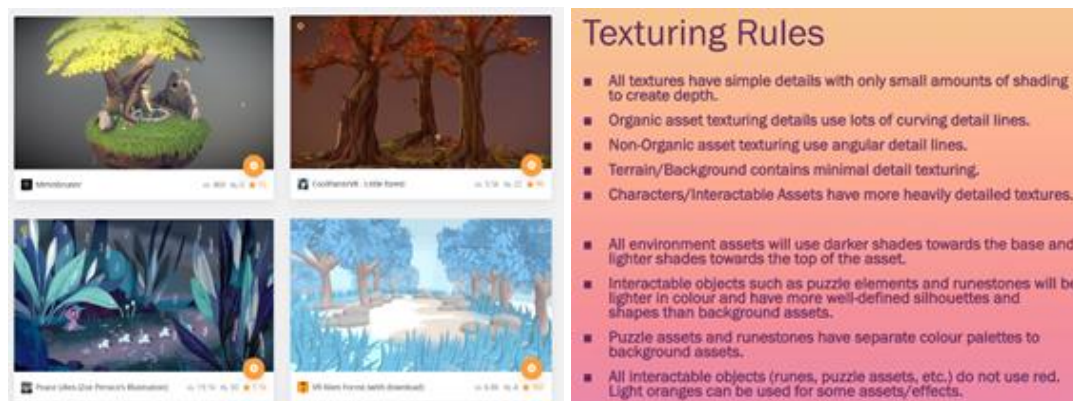 Texturing Rules
All textures have simple details with only small amounts of shading
to create depth.
Organic asset texturing details use lots of curving detail lines.
Non-Organic asset texturing use angular detail lines.
Terrain/Background contains minimal detail texturing.
Characters/Interactable Assets have more heavily detailed textures.
All environment assets will use darker shades towards the base and
lighter shades towards the top of the asset.
Interactable objects such as puzzle elements and runestones will be
lighter in colour and have more well-defined silhouettes and
shapes than background assets.
Puzzle assets and runestones have separate colour palettes to
background assets.
All interactable objects (runes, puzzle assets, etc.) do not use red.
Light oranges can be used for some assets/effects.